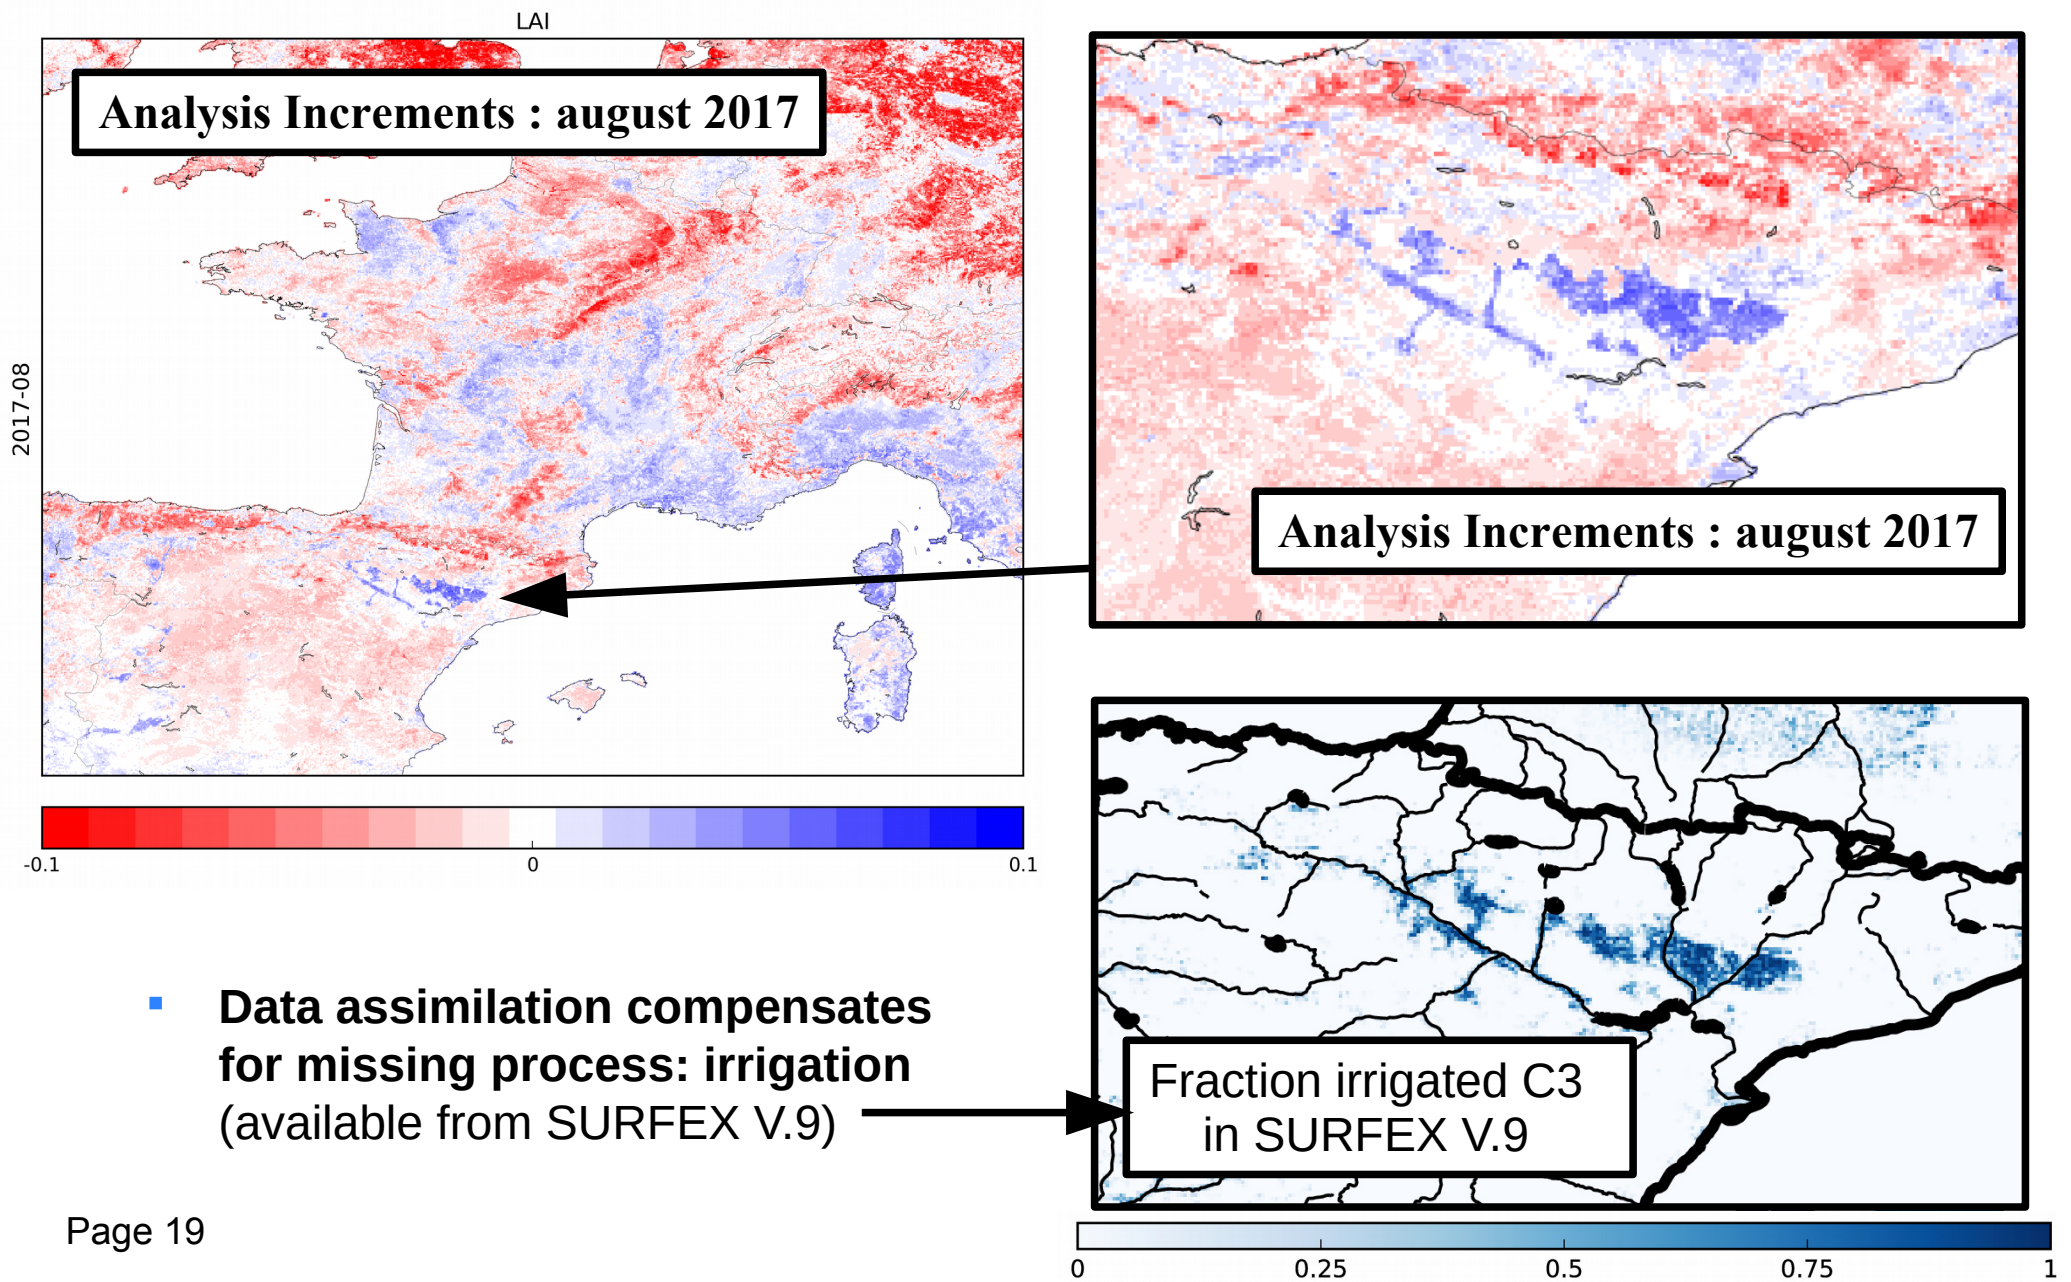 LAI
Analysis Increments : august 2017
2017-08
-0.1
0
0.1
Analysis Increments : august 2017
▪ Data assimilation compensates
for missing process: irrigation
(available from SURFEX V.9)
Fraction irrigated C3
in SURFEX V.9
0
0.25
0.5
0.75
1
Page 19